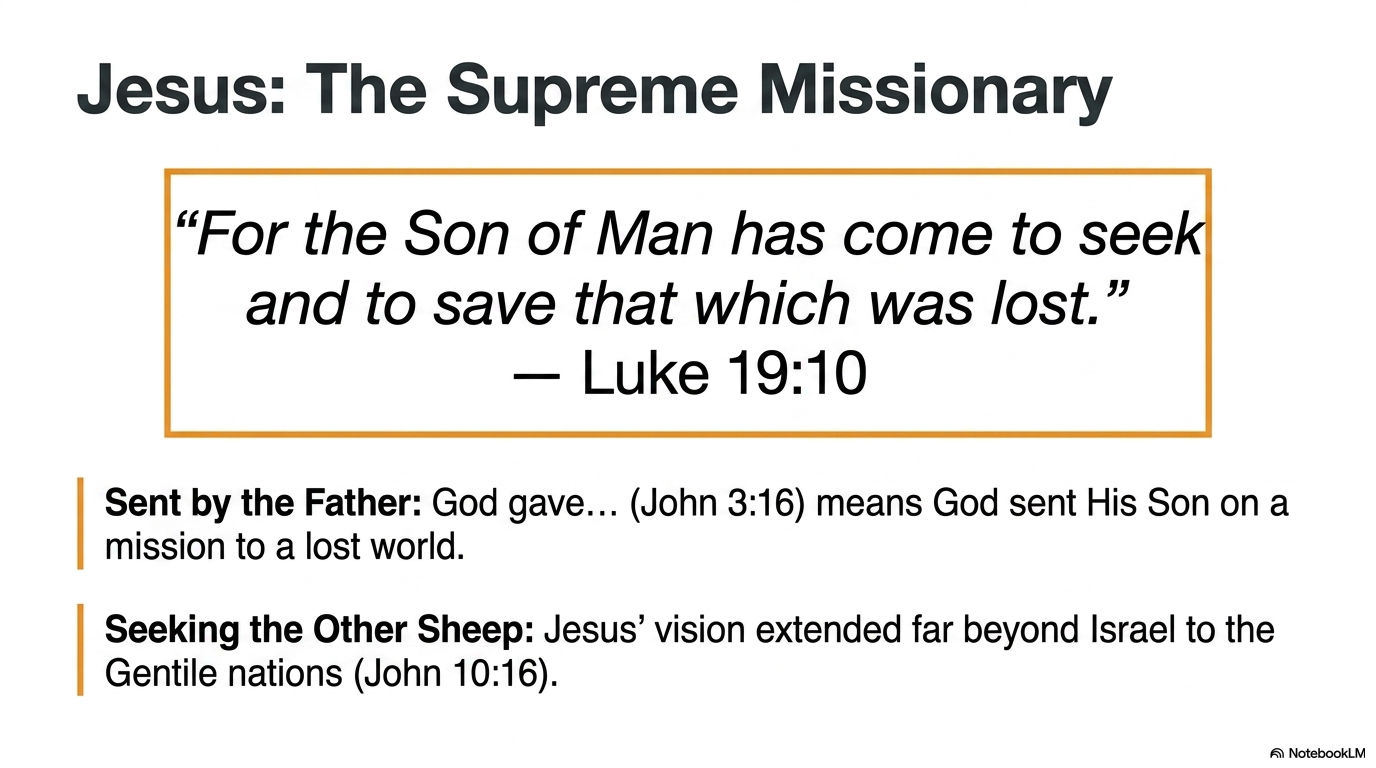 Jesus: The Supreme Missionary
“For the Son of Man has come to seek
and to save that which was lost.”
— Luke 19:10
Sent by the Father: God gave… (John 3:16) means God sent His Son on a
mission to a lost world.
Seeking the Other Sheep: Jesus’ vision extended far beyond Israel to the
Gentile nations (John 10:16).
NotebookLM